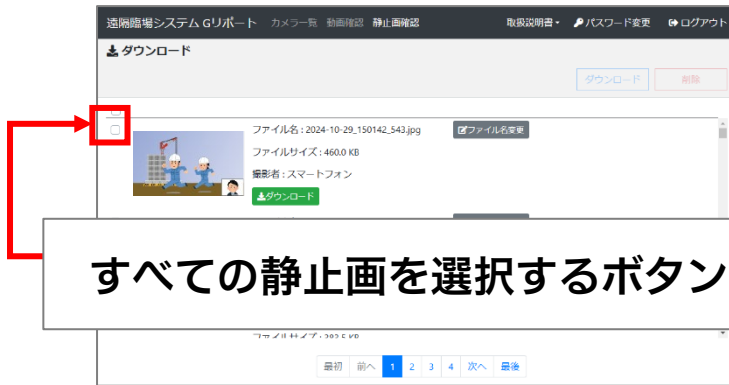 遠隔臨場システム Gリポート カメラ一覧 動画確認 静止画確認 取扱説明書 パスワード変更 ログアウト
ダウンロード
ダウンロード 削除
ファイル名 : 2024-10-29_150142_543.jpg ファイル名変更
ファイルサイズ : 460.0 KB
撮影者 : スマートフォン
ダウンロード
すべての静止画を選択するボタン
ファイルサイズ : 383.5 KB
最初 前へ 1 2 3 4 次へ 最後